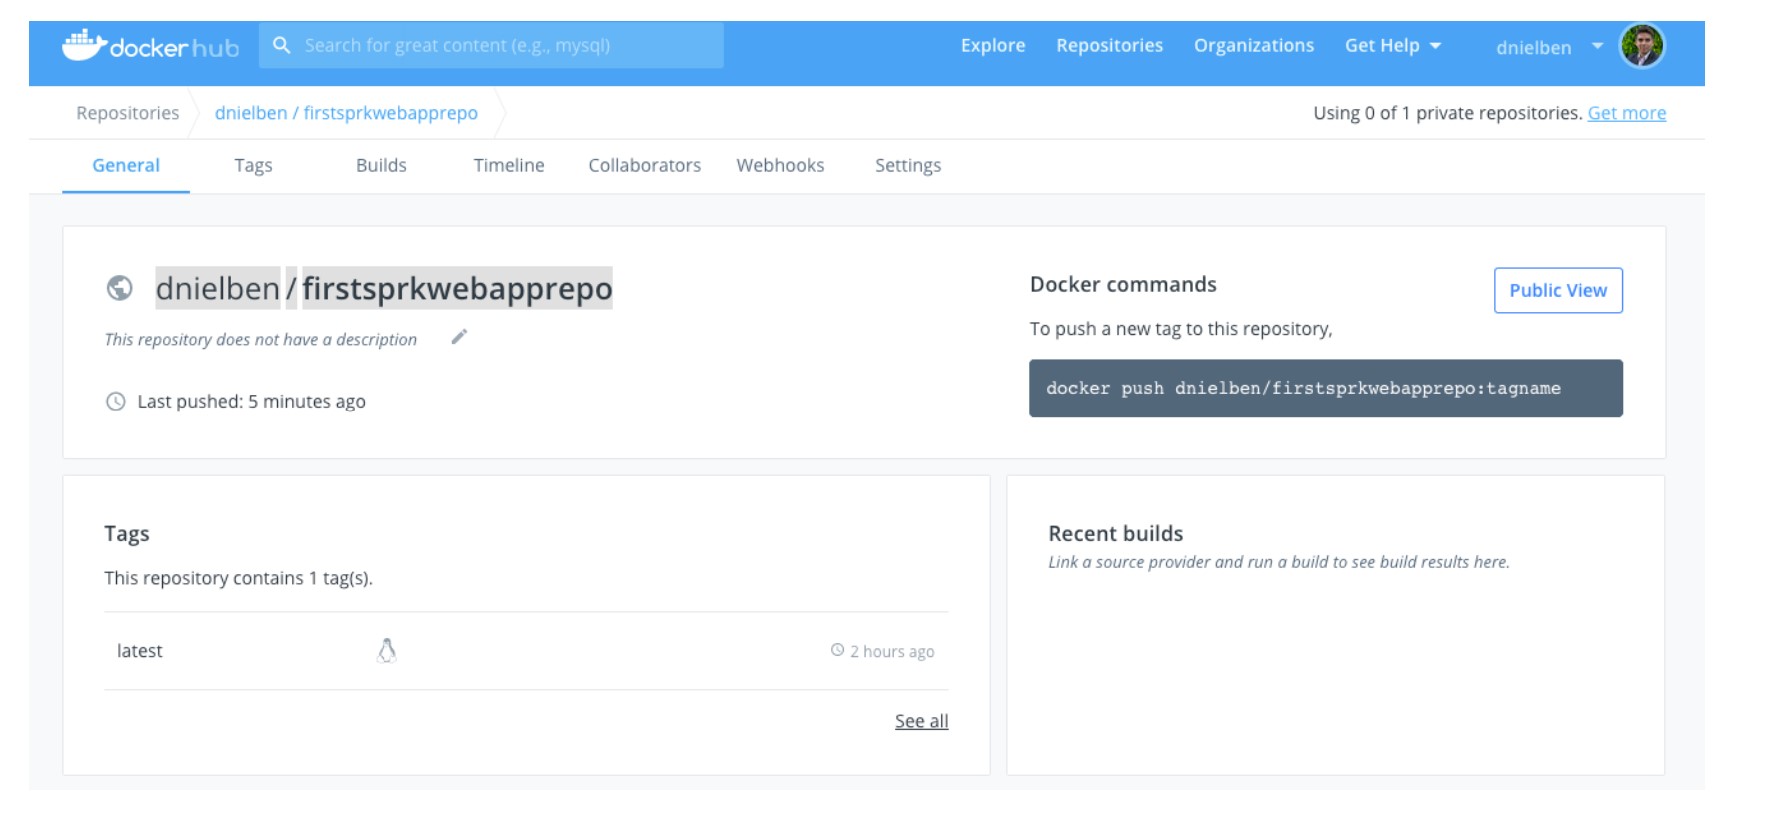 dockerhub Search for great content (e.g., mysql) Explore Repositories Organizations Get Help dnielben
Repositories dnielben / firstsprkwebapprepo Using 0 of 1 private repositories. Get more
General Tags Builds Timeline Collaborators Webhooks Settings
dnielben / firstsprkwebapprepo
This repository does not have a description
Last pushed: 5 minutes ago
Docker commands
Public View
To push a new tag to this repository,
docker push dnielben/firstsprkwebapprepo:tagname
Tags
This repository contains 1 tag(s).
latest 2 hours ago
See all
Recent builds
Link a source provider and run a build to see build results here.